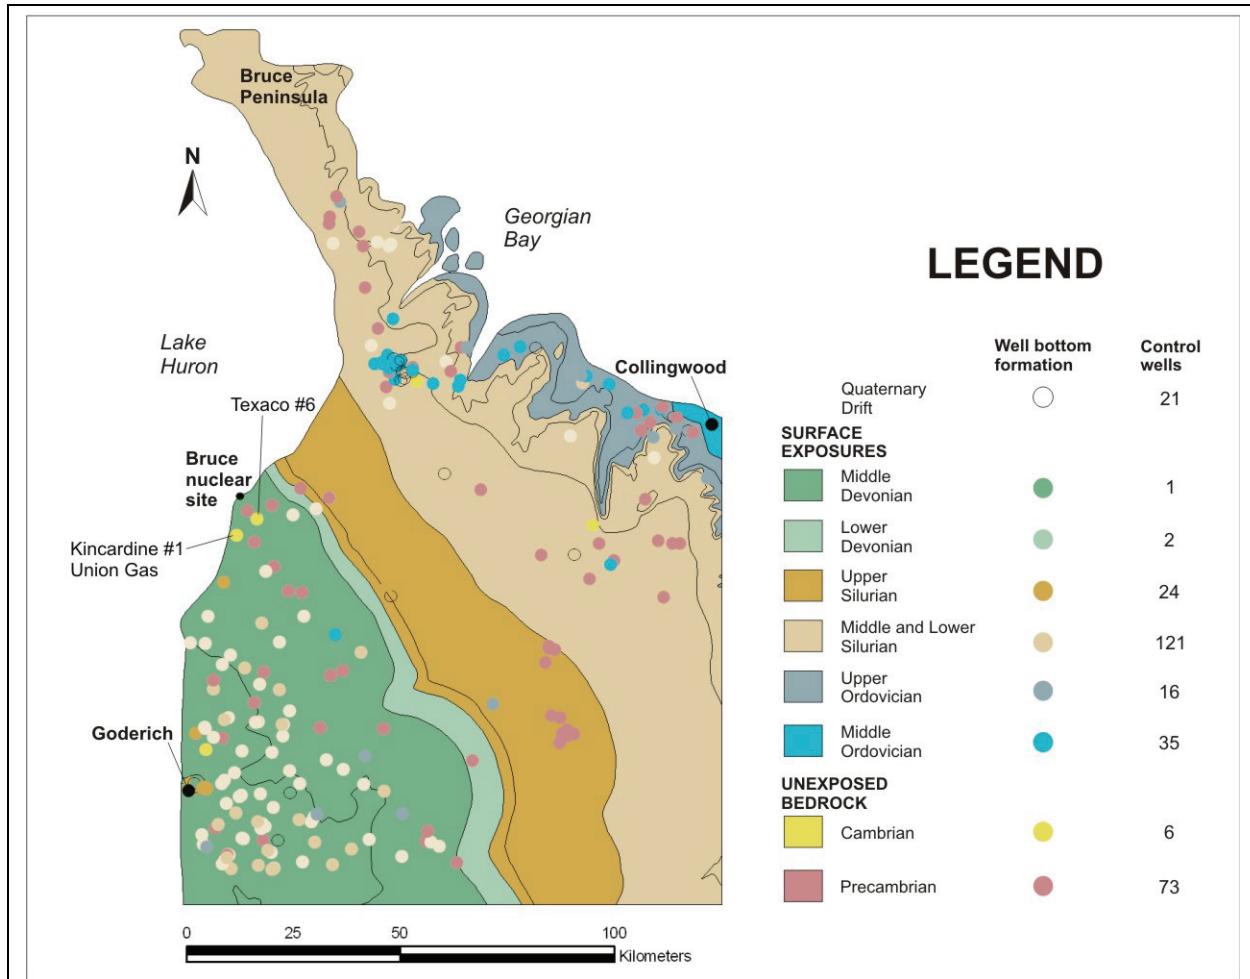 Bruce
Peninsula
N
Georgian
Bay
Lake
Huron
Texaco #6
Collingwood
Bruce
nuclear
site
Kincardine #1
Union Gas
Goderich
0 25 50 100
Kilometers
LEGEND
Well bottom formation
Control wells
Quaternary
Drift
21
SURFACE
EXPOSURES
Middle
Devonian
1
Lower
Devonian
2
Upper
Silurian
24
Middle and Lower
Silurian
121
Upper
Ordovician
16
Middle
Ordovician
35
UNEXPOSED
BEDROCK
Cambrian
6
Precambrian
73